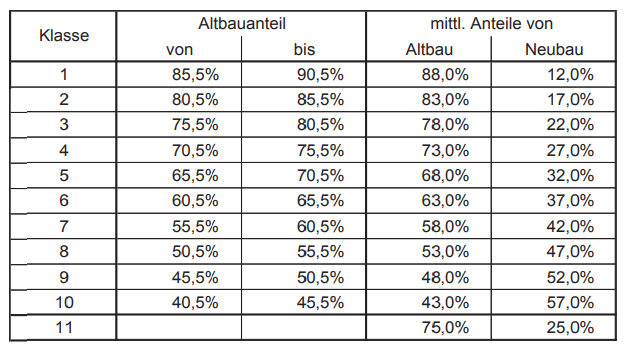 Klasse Altbauanteil mittl. Anteile von
von bis Altbau Neubau
1 85,5% 90,5% 88,0% 12,0%
2 80,5% 85,5% 83,0% 17,0%
3 75,5% 80,5% 78,0% 22,0%
4 70,5% 75,5% 73,0% 27,0%
5 65,5% 70,5% 68,0% 32,0%
6 60,5% 65,5% 63,0% 37,0%
7 55,5% 60,5% 58,0% 42,0%
8 50,5% 55,5% 53,0% 47,0%
9 45,5% 50,5% 48,0% 52,0%
10 40,5% 45,5% 43,0% 57,0%
11 75,0% 25,0%